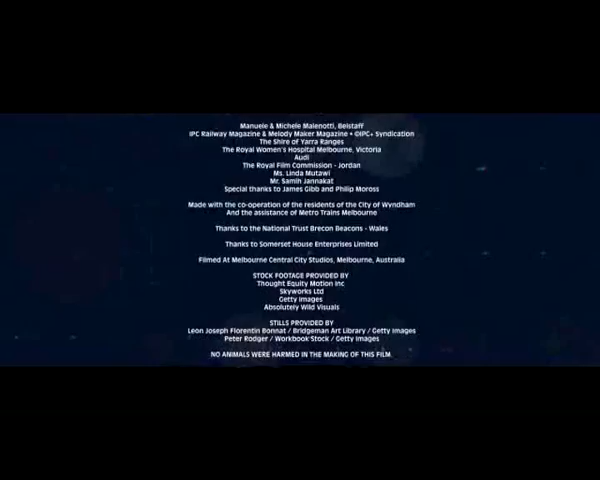 Manuele & Michele Malenotti, Belstaff
IPC Railway Magazine & Melody Maker Magazine • ©IPC+ Syndication
The Shire of Yarra Ranges
The Royal Women's Hospital Melbourne, Victoria
Audi
The Royal Film Commission - Jordan
Ms. Linda Mutawi
Mr. Samih Jannakat
Special thanks to James Gibb and Philip Moross
Made with the co-operation of the residents of the City of Wyndham
And the assistance of Metro Trains Melbourne
Thanks to the National Trust Brecon Beacons - Wales
Thanks to Somerset House Enterprises Limited
Filmed At Melbourne Central City Studios, Melbourne, Australia
STOCK FOOTAGE PROVIDED BY
Thought Equity Motion Inc
Skyworks Ltd
Getty Images
Absolutely Wild Visuals
STILLS PROVIDED BY
Leon Joseph Florentin Bonnat / Bridgeman Art Library / Getty Images
Peter Rodger / Workbook Stock / Getty Images
NO ANIMALS WERE HARMED IN THE MAKING OF THIS FILM.